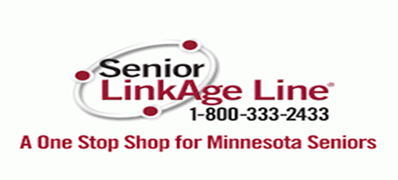 Senior
LinkAge Line®
1-800-333-2433
A One Stop Shop for Minnesota Seniors